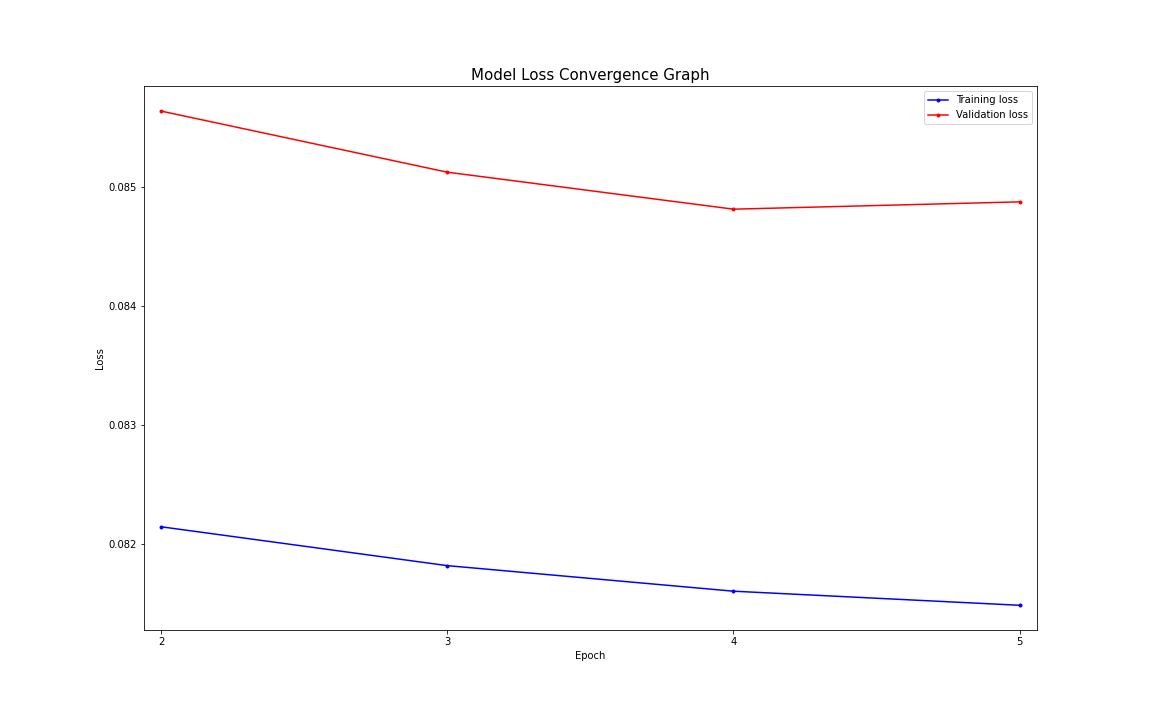 Model Loss Convergence Graph
Training loss
Validation loss
0.085
0.084
0.083
0.082
Loss
2 3 4 5
Epoch